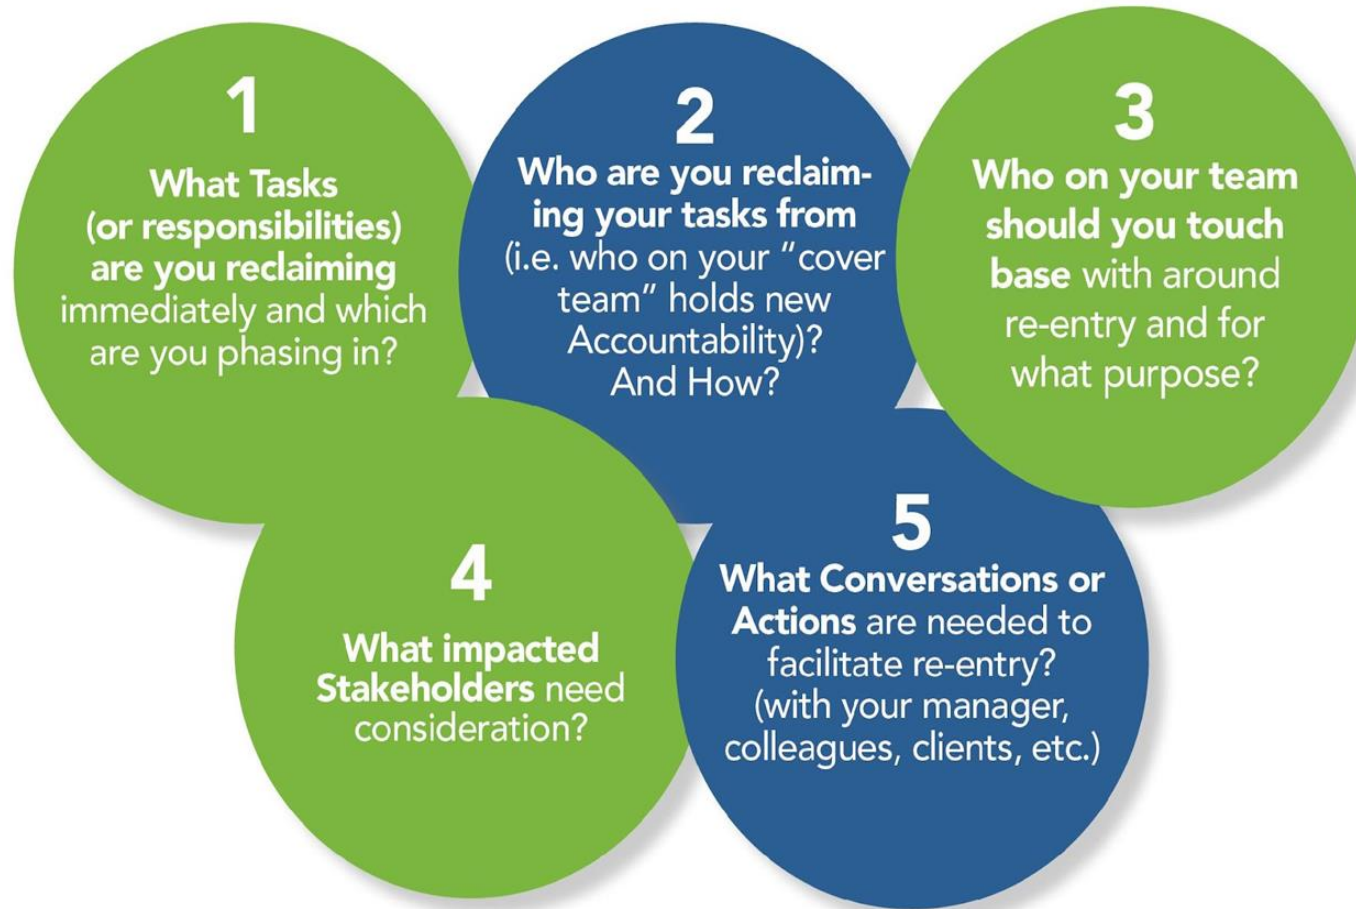 1
What Tasks
(or responsibilities)
are you reclaiming
immediately and which
are you phasing in?
2
Who are you reclaim-
ing your tasks from
(i.e. who on your "cover
team" holds new
Accountability)?
And How?
3
Who on your team
should you touch
base with around
re-entry and for
what purpose?
4
What impacted
Stakeholders need
consideration?
5
What Conversations or
Actions are needed to
facilitate re-entry?
(with your manager,
colleagues, clients, etc.)